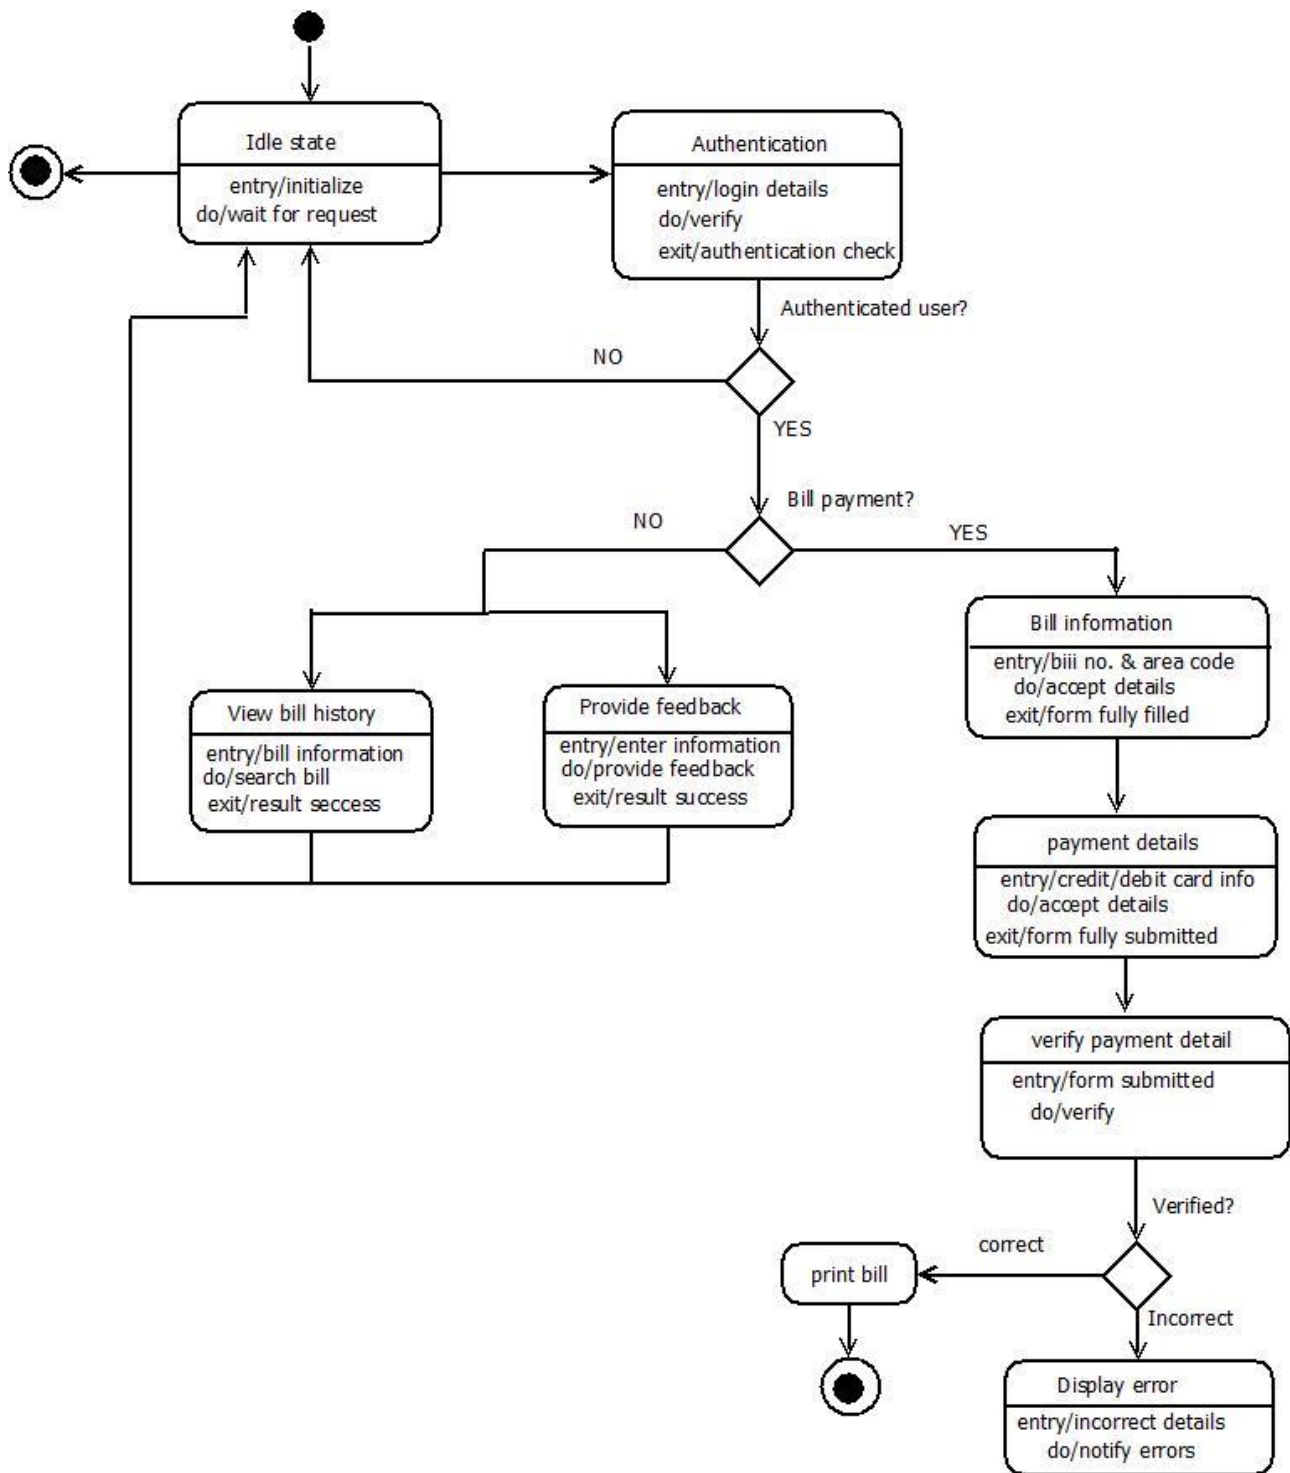 Idle state
entry/initialize
do/wait for request
Authentication
entry/login details
do/verify
exit/authentication check
Authenticated user?
NO
YES
Bill payment?
NO
YES
Bill information
entry/biii no. & area code
do/accept details
exit/form fully filled
View bill history
entry/bill information
do/search bill
exit/result seccess
Provide feedback
entry/enter information
do/provide feedback
exit/result success
payment details
entry/credit/debit card info
do/accept details
exit/form fully submitted
verify payment detail
entry/form submitted
do/verify
Verified?
correct
print bill
Incorrect
Display error
entry/incorrect details
do/notify errors